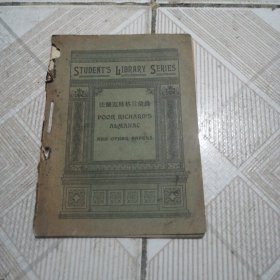 STUDENT'S LIBRARY SERIES
POOR RICHARD'S
ALMANAC
AND OTHER PAPERS